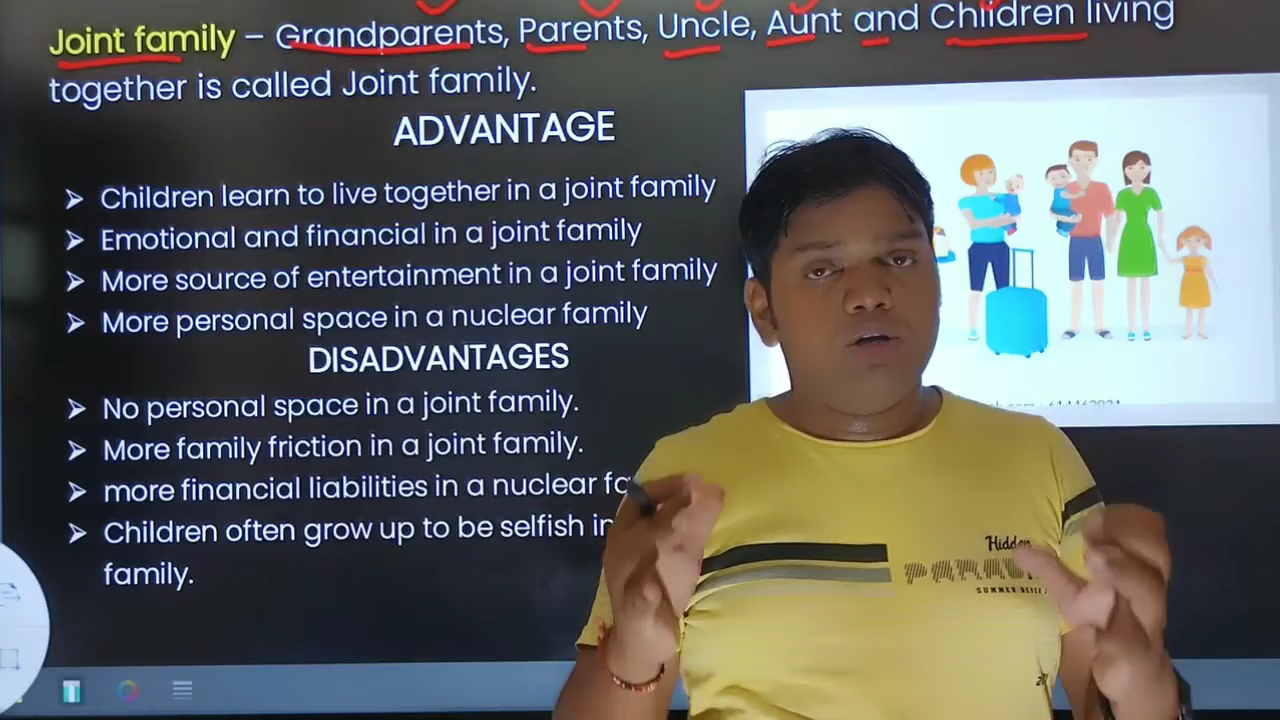 Joint family – Grandparents, Parents, Uncle, Aunt and Children living
together is called Joint family.
ADVANTAGE
➤ Children learn to live together in a joint family
➤ Emotional and financial in a joint family
➤ More source of entertainment in a joint family
➤ More personal space in a nuclear family
DISADVANTAGES
➤ No personal space in a joint family.
➤ More family friction in a joint family.
➤ more financial liabilities in a nuclear
➤ Children often grow up to be selfish in
family.
Hidden